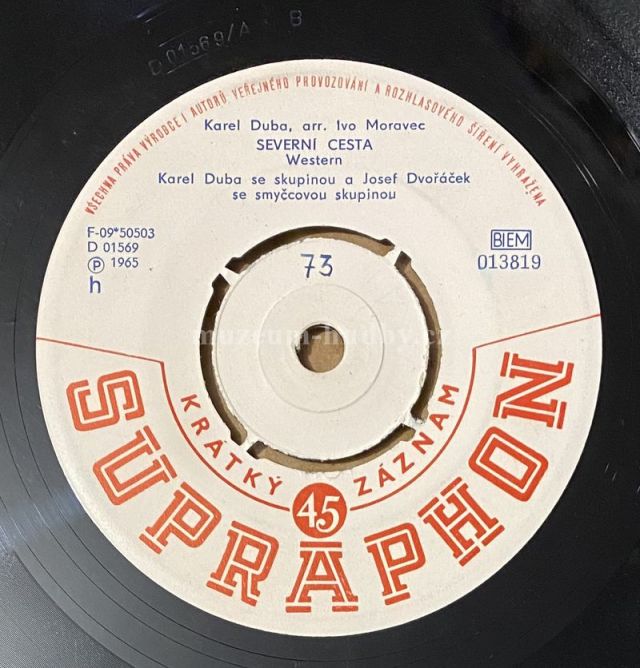 D 01569/A
B
VŠECHNA PRÁVA VÝROBCE I AUTORŮ VEŘEJNÉHO PROVOZOVÁNÍ A ROZHLASOVÉHO ŠÍŘENÍ VYHRAŽENA
Karel Duba, arr. Ivo Moravec
SEVERNÍ CESTA
Western
Karel Duba se skupinou a Josef Dvořáček
se smyčcovou skupinou
F-09*50503
D 01569
Ⓟ 1965
h
BIEM
013819
73
muzeum-hudby.cz
KRÁTKÝ 45 ZÁZNAM
SUPRAPHON